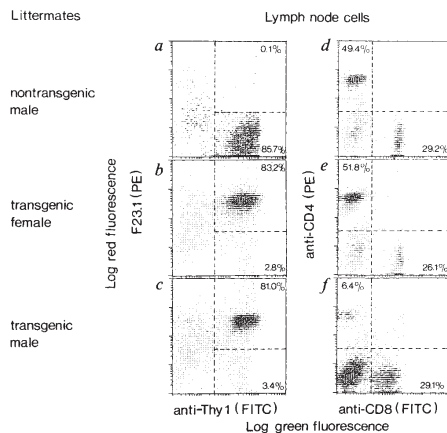 Littermates
Lymph node cells
nontransgenic male
a
0.1%
85.7%
d
49.4%
29.2%
transgenic female
b
83.2%
2.8%
e
51.8%
26.1%
transgenic male
c
81.0%
3.4%
f
6.4%
29.1%
Log red fluorescence
F23.1 (PE)
anti-CD4 (PE)
anti-Thy1 (FITC)
anti-CD8 (FITC)
Log green fluorescence